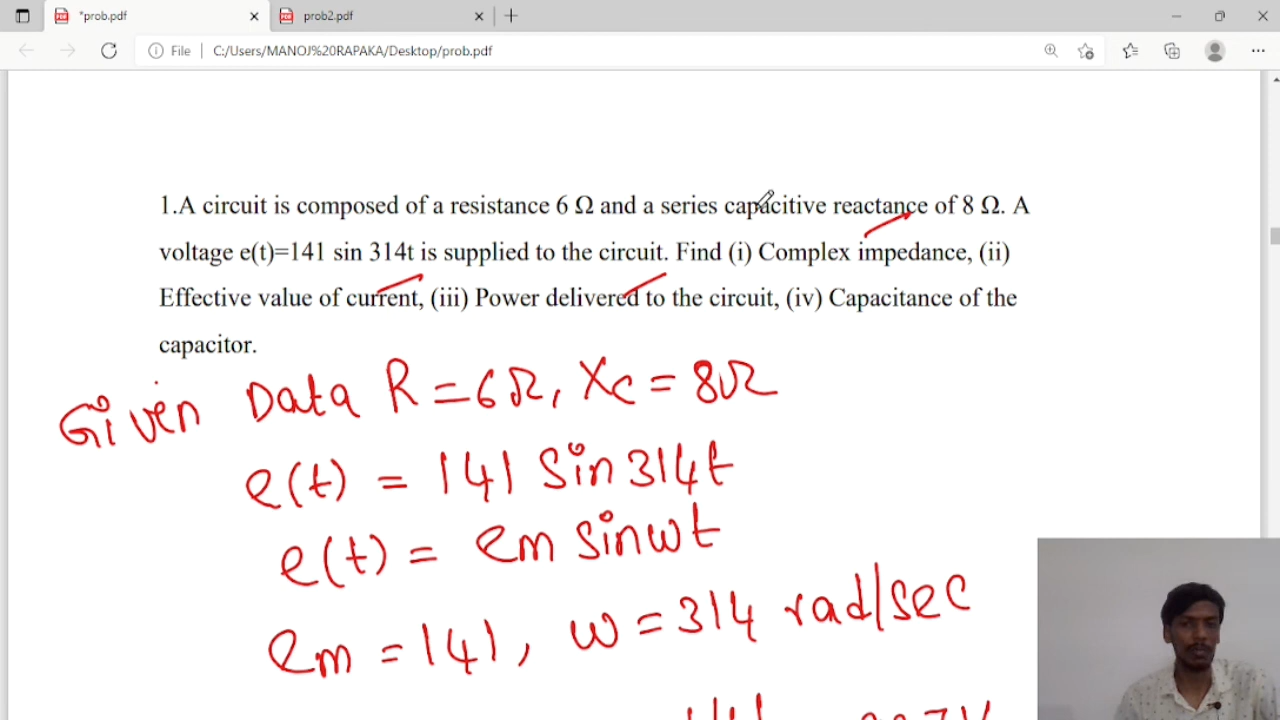 *prob.pdf
prob2.pdf
File C:/Users/MANOJ%20RAPAKA/Desktop/prob.pdf
1.A circuit is composed of a resistance 6 Ω and a series capacitive reactance of 8 Ω. A
voltage e(t)=141 sin 314t is supplied to the circuit. Find (i) Complex impedance, (ii)
Effective value of current, (iii) Power delivered to the circuit, (iv) Capacitance of the
capacitor.
Given Data R = 6Ω, Xc = 8Ω
e(t) = 141 Sin 314t
e(t) = em sinωt
em = 141, ω = 314 rad/sec